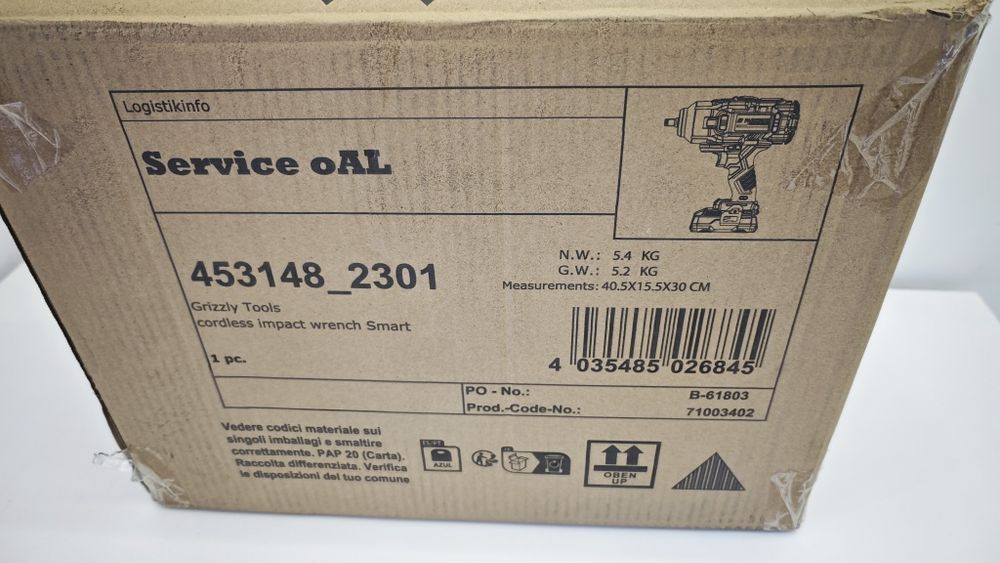 Logistikinfo
Service oAL
453148_2301
Grizzly Tools
cordless impact wrench Smart
1 pc.
N.W.: 5.4 KG
G.W.: 5.2 KG
Measurements: 40.5X15.5X30 CM
4 035485 026845
PO - No.: B-61803
Prod.-Code-No.: 71003402
Vedere codici materiale sui
singoli imballagi e smaltire
correttamente. PAP 20 (Carta).
Raccolta differenziata. Verifica
le disposizioni del tuo comune
AZUL
OBEN
UP